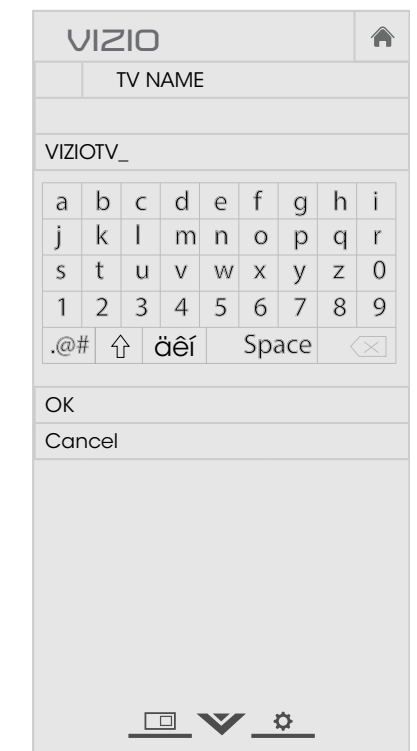 VIZIO
TV NAME
VIZIOTV_
a b c d e f g h i
j k l m n o p q r
s t u v w x y z 0
1 2 3 4 5 6 7 8 9
.@# äêí Space
OK
Cancel